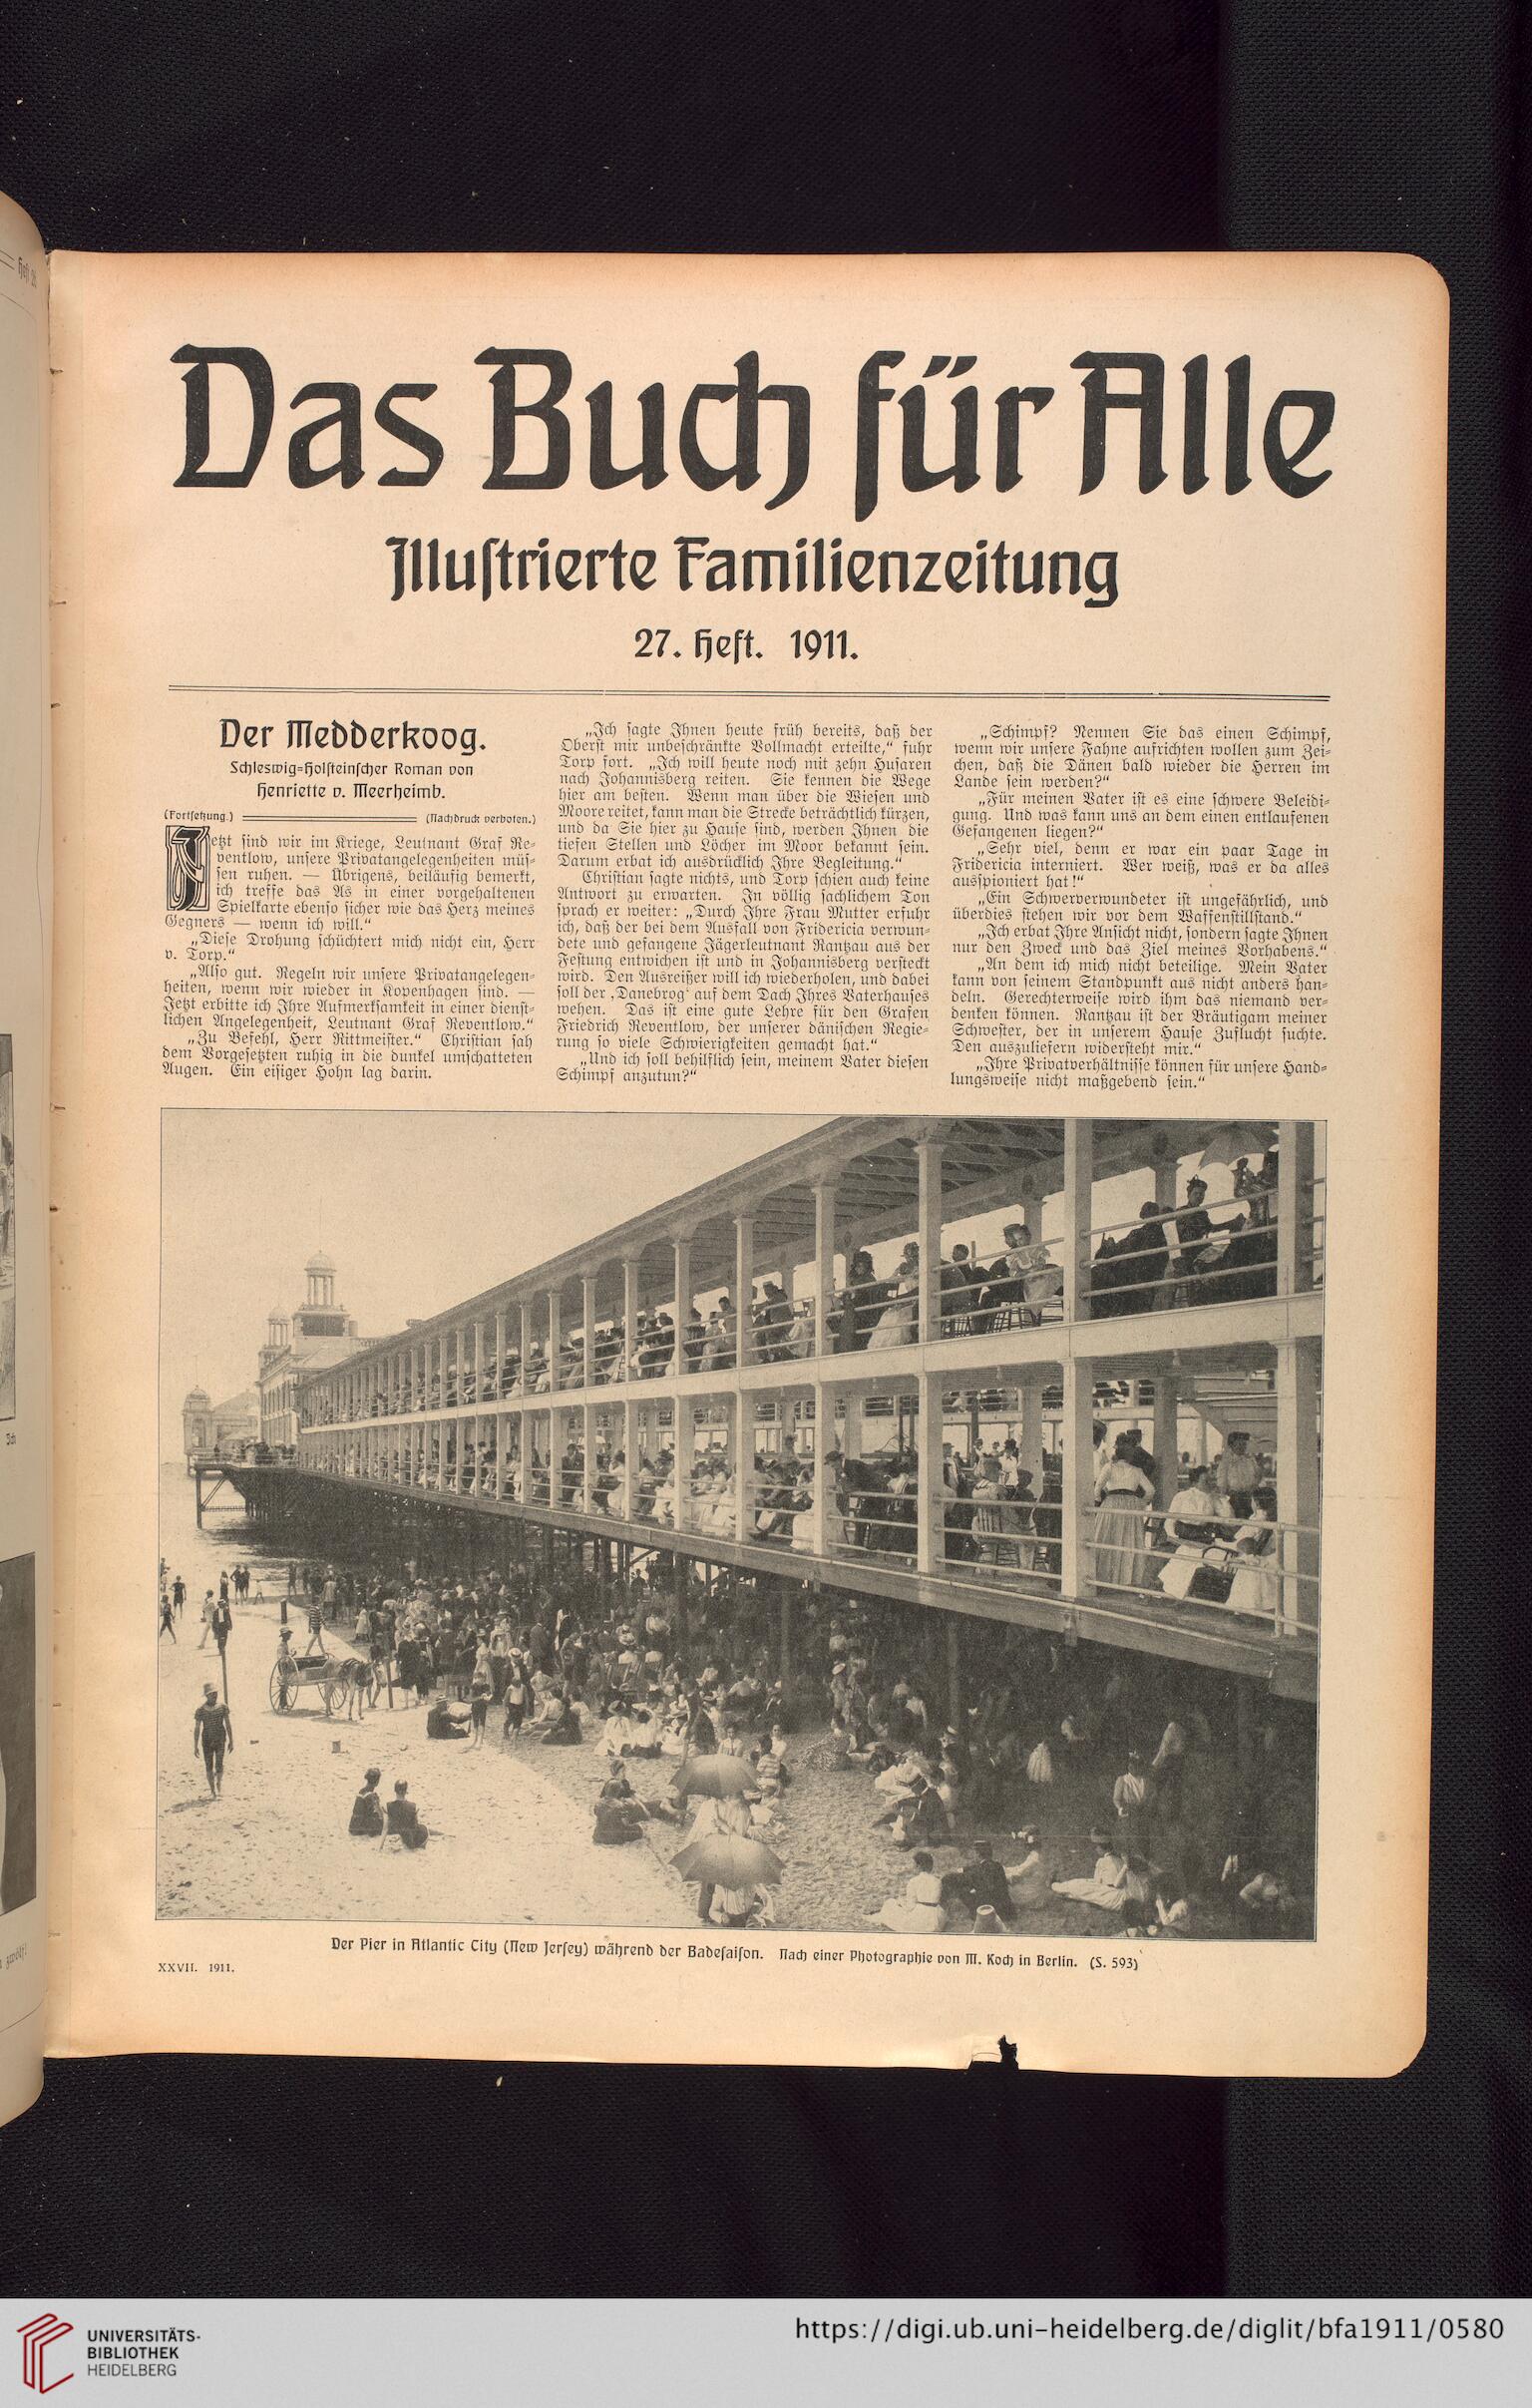 Das Buch für Alle
Illustrierte Familienzeitung
27. Heft. 1911.
Der Medderkoog.
Schleswig-Holsteinscher Roman von
Henriette v. Meerheimb.
(Fortsetzung.) (Nachdruck verboten.)
Jetzt sind wir im Kriege, Leutnant Graf Re-
ventlow, unsere Privatangelegenheiten müs-
sen ruhen. — Übrigens, beiläufig bemerkt,
ich treffe das As in einer vorgehaltenen
Spielkarte ebenso sicher wie das Herz meines
Gegners — wenn ich will.“
„Diese Drohung schüchtert mich nicht ein, Herr
v. Torp.“
„Also gut. Regeln wir unsere Privatangelegen-
heiten, wenn wir wieder in Kopenhagen sind. —
Jetzt erbitte ich Ihre Aufmerksamkeit in einer dienst-
lichen Angelegenheit, Leutnant Graf Reventlow.“
„Zu Befehl, Herr Rittmeister.“ Christian sah
dem Vorgesetzten ruhig in die dunkel umschatteten
Augen. Ein eisiger Hohn lag darin.
„Ich sagte Ihnen heute früh bereits, daß der
Oberst mir unbeschränkte Vollmacht erteilte,“ fuhr
Torp fort. „Ich will heute noch mit zehn Husaren
nach Johannisberg reiten. Sie kennen die Wege
hier am besten. Wenn man über die Wiesen und
Moore reitet, kann man die Strecke beträchtlich kürzen,
und da Sie hier zu Hause sind, werden Ihnen die
tiefen Stellen und Löcher im Moor bekannt sein.
Darum erbat ich ausdrücklich Ihre Begleitung.“
Christian sagte nichts, und Torp schien auch keine
Antwort zu erwarten. In völlig sachlichem Ton
sprach er weiter: „Durch Ihre Frau Mutter erfuhr
ich, daß der bei dem Ausfall von Fridericia verwun-
dete und gefangene Jägerleutnant Rantzau aus der
Festung entwichen ist und in Johannisberg versteckt
wird. Den Ausreißer will ich wiederholen, und dabei
soll der ‚Danebrog‘ auf dem Dach Ihres Vaterhauses
wehen. Das ist eine gute Lehre für den Grafen
Friedrich Reventlow, der unserer dänischen Regie-
rung so viele Schwierigkeiten gemacht hat.“
„Und ich soll behilflich sein, meinem Vater diesen
Schimpf anzutun?“
„Schimpf? Nennen Sie das einen Schimpf,
wenn wir unsere Fahne aufrichten wollen zum Zei-
chen, daß die Dänen bald wieder die Herren im
Lande sein werden?“
„Für meinen Vater ist es eine schwere Beleidi-
gung. Und was kann uns an dem einen entlaufenen
Gefangenen liegen?“
„Sehr viel, denn er war ein paar Tage in
Fridericia interniert. Wer weiß, was er da alles
ausspioniert hat!“
„Ein Schwerverwundeter ist ungefährlich, und
überdies stehen wir vor dem Waffenstillstand.“
„Ich erbat Ihre Ansicht nicht, sondern sagte Ihnen
nur den Zweck und das Ziel meines Vorhabens.“
„An dem ich mich nicht beteilige. Mein Vater
kann von seinem Standpunkt aus nicht anders han-
deln. Gerechterweise wird ihm das niemand ver-
denken können. Rantzau ist der Bräutigam meiner
Schwester, der in unserem Hause Zuflucht suchte.
Den auszuliefern widersteht mir.“
„Ihre Privatverhältnisse können für unsere Hand-
lungsweise nicht maßgebend sein.“
Der Pier in Atlantic City (New Jersey) während der Badesaison. Nach einer Photographie von M. Koch in Berlin. (S. 593)
XXVII. 1911.
UNIVERSITÄTS-
BIBLIOTHEK
HEIDELBERG
https://digi.ub.uni-heidelberg.de/diglit/bfa1911/0580